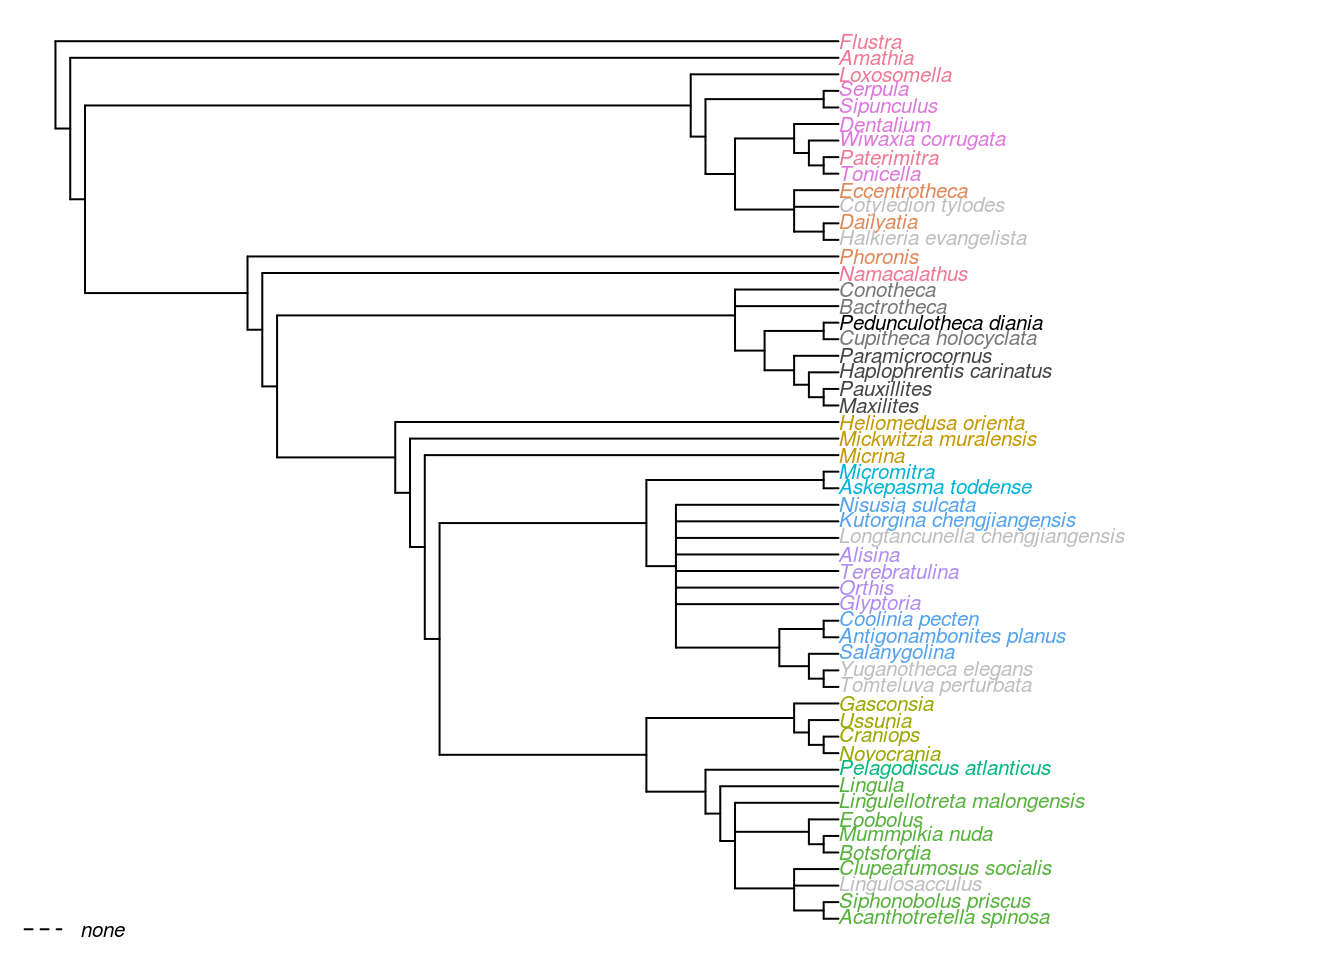 Flustra
Amathia
Loxosomella
Serpula
Sipunculus
Dentalium
Wiwaxia corrugata
Paterimitra
Tonicella
Eccentrotheca
Cotyledion tylodes
Dailyatia
Halkieria evangelista
Phoronis
Namacalathus
Conotheca
Bactrotheca
Pedunculotheca diania
Cupitheca holocyclata
Paramicrocornus
Haplophrentis carinatus
Pauxillites
Maxilites
Heliomedusa orienta
Mickwitzia muralensis
Micrina
Micromitra
Askepasma toddense
Nisusia sulcata
Kutorgina chengjiangensis
Longtancunella chengjiangensis
Alisina
Terebratulina
Orthis
Glyptoria
Coolinia pecten
Antigonambonites planus
Salanygolina
Yuganotheca elegans
Tomteluva perturbata
Gasconsia
Ussunia
Craniops
Novocrania
Pelagodiscus atlanticus
Lingula
Lingulellotreta malongensis
Eoobolus
Mummpikia nuda
Botsfordia
Clupeafumosus socialis
Lingulosacculus
Siphonobolus priscus
Acanthotretella spinosa
none